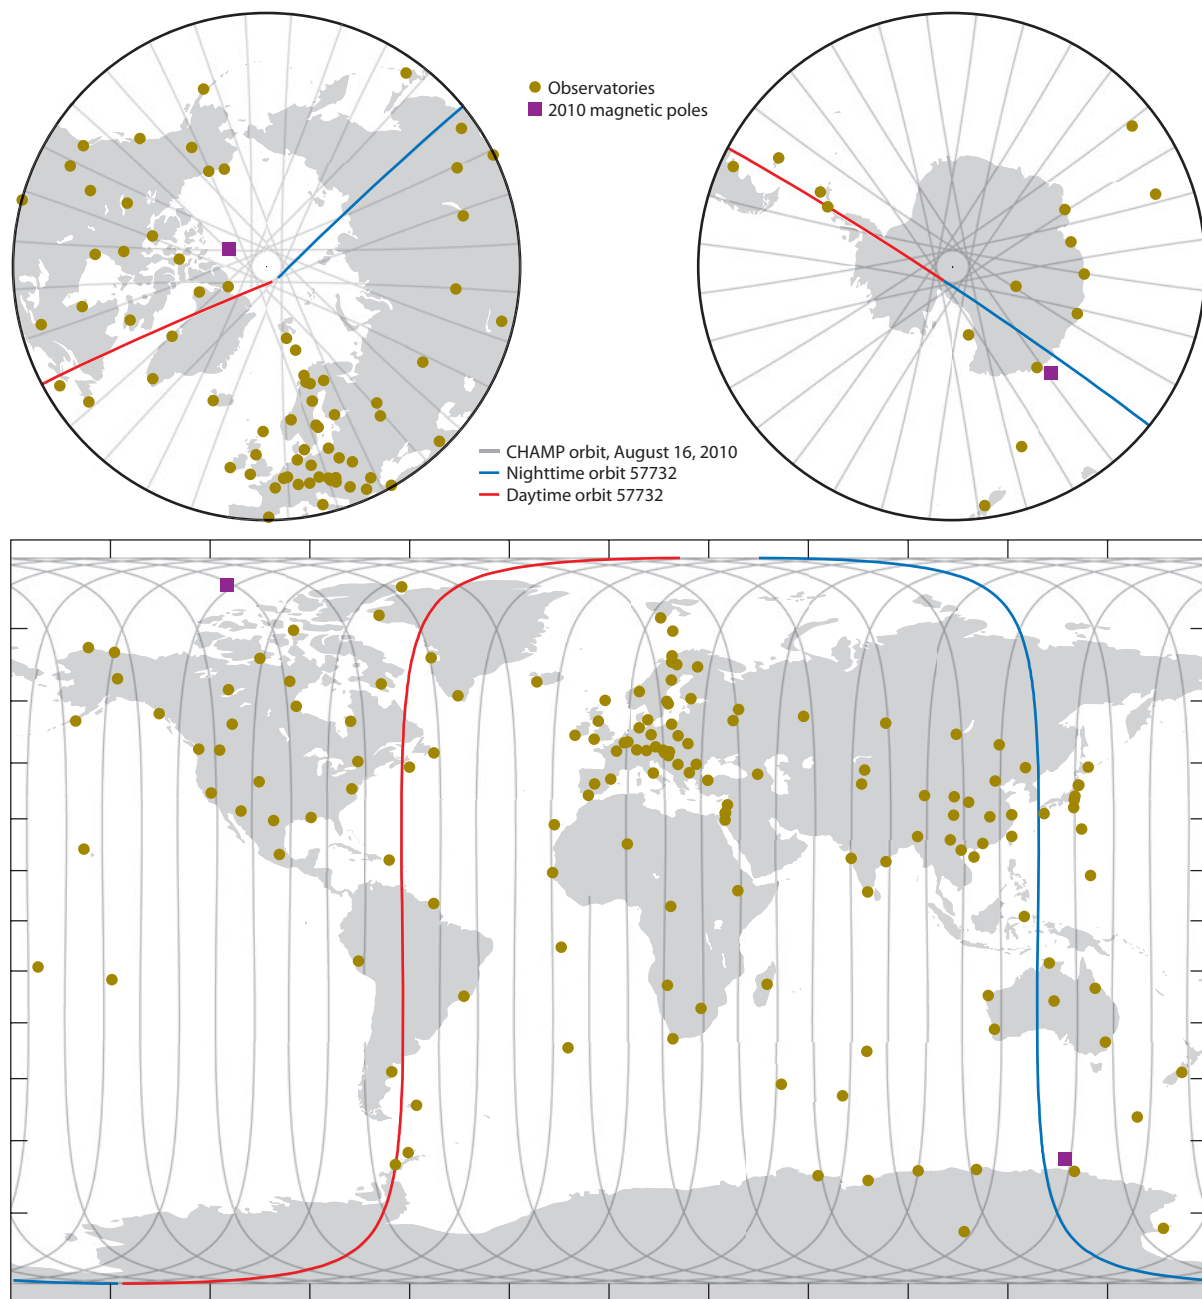 Observatories
2010 magnetic poles
CHAMP orbit, August 16, 2010
Nighttime orbit 57732
Daytime orbit 57732